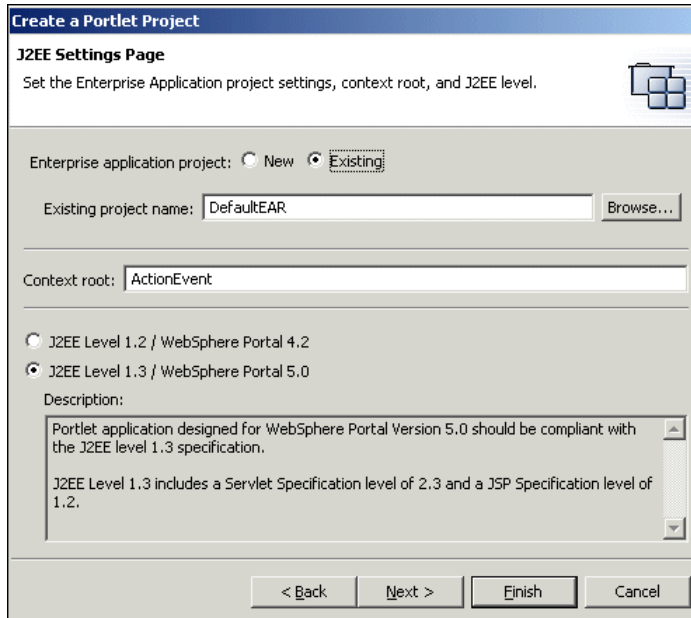 Create a Portlet Project
J2EE Settings Page
Set the Enterprise Application project settings, context root, and J2EE level.
Enterprise application project: New Existing
Existing project name: DefaultEAR Browse...
Context root: ActionEvent
J2EE Level 1.2 / WebSphere Portal 4.2
J2EE Level 1.3 / WebSphere Portal 5.0
Description:
Portlet application designed for WebSphere Portal Version 5.0 should be compliant with
the J2EE level 1.3 specification.
J2EE Level 1.3 includes a Servlet Specification level of 2.3 and a JSP Specification level of
1.2.
< Back Next > Finish Cancel